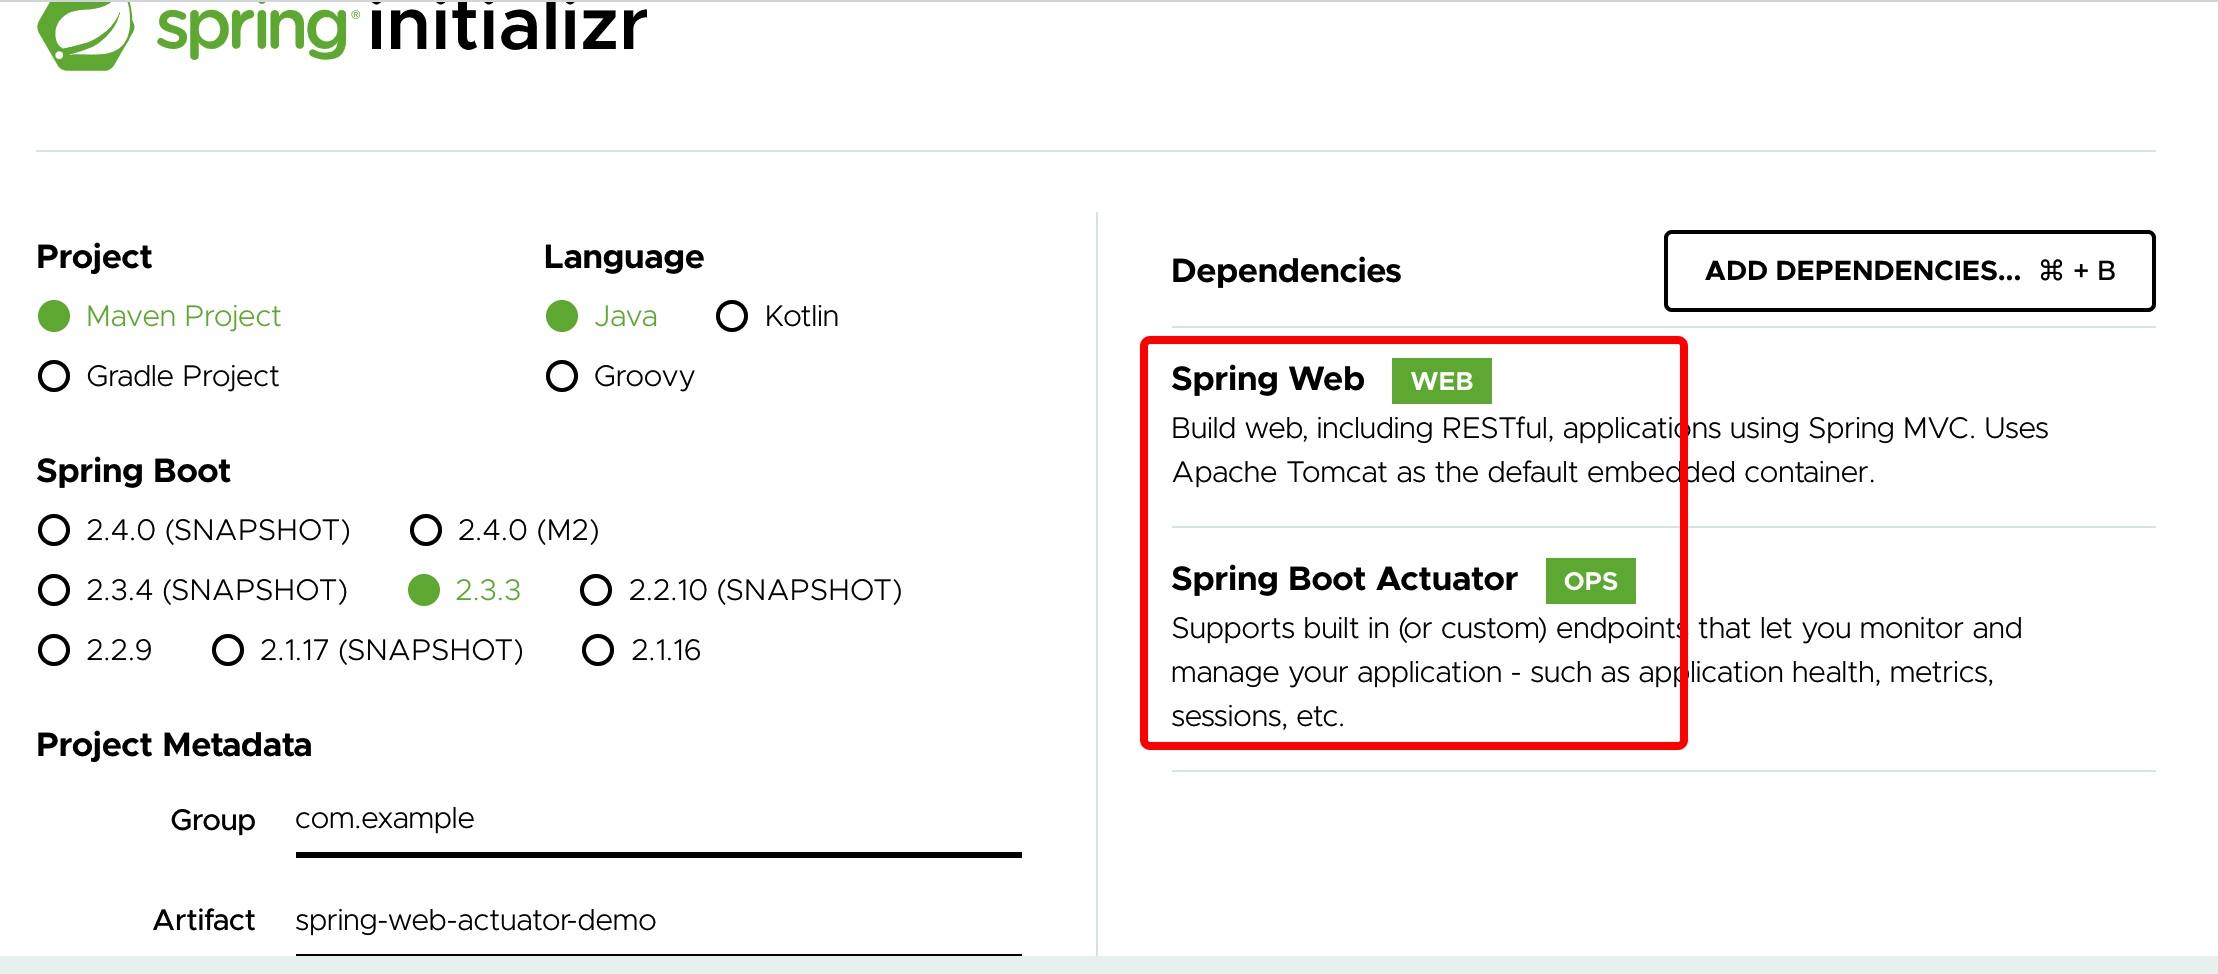 spring® initializr
Project
Maven Project
Gradle Project
Language
Java Kotlin
Groovy
Spring Boot
2.4.0 (SNAPSHOT) 2.4.0 (M2)
2.3.4 (SNAPSHOT) 2.3.3 2.2.10 (SNAPSHOT)
2.2.9 2.1.17 (SNAPSHOT) 2.1.16
Project Metadata
Group com.example
Artifact spring-web-actuator-demo
Dependencies
ADD DEPENDENCIES... ⌘ + B
Spring Web WEB
Build web, including RESTful, applications using Spring MVC. Uses
Apache Tomcat as the default embedded container.
Spring Boot Actuator OPS
Supports built in (or custom) endpoints that let you monitor and
manage your application - such as application health, metrics,
sessions, etc.